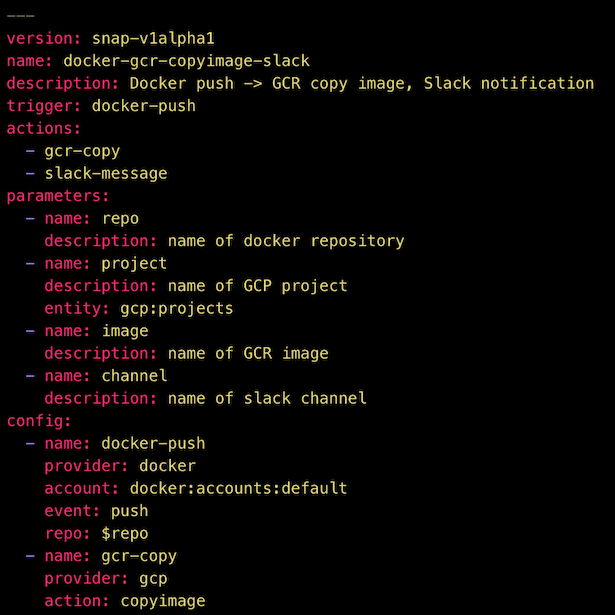 ---
version: snap-v1alpha1
name: docker-gcr-copyimage-slack
description: Docker push -> GCR copy image, Slack notification
trigger: docker-push
actions:
  - gcr-copy
  - slack-message
parameters:
  - name: repo
    description: name of docker repository
  - name: project
    description: name of GCP project
    entity: gcp:projects
  - name: image
    description: name of GCR image
  - name: channel
    description: name of slack channel
config:
  - name: docker-push
    provider: docker
    account: docker:accounts:default
    event: push
    repo: $repo
  - name: gcr-copy
    provider: gcp
    action: copyimage